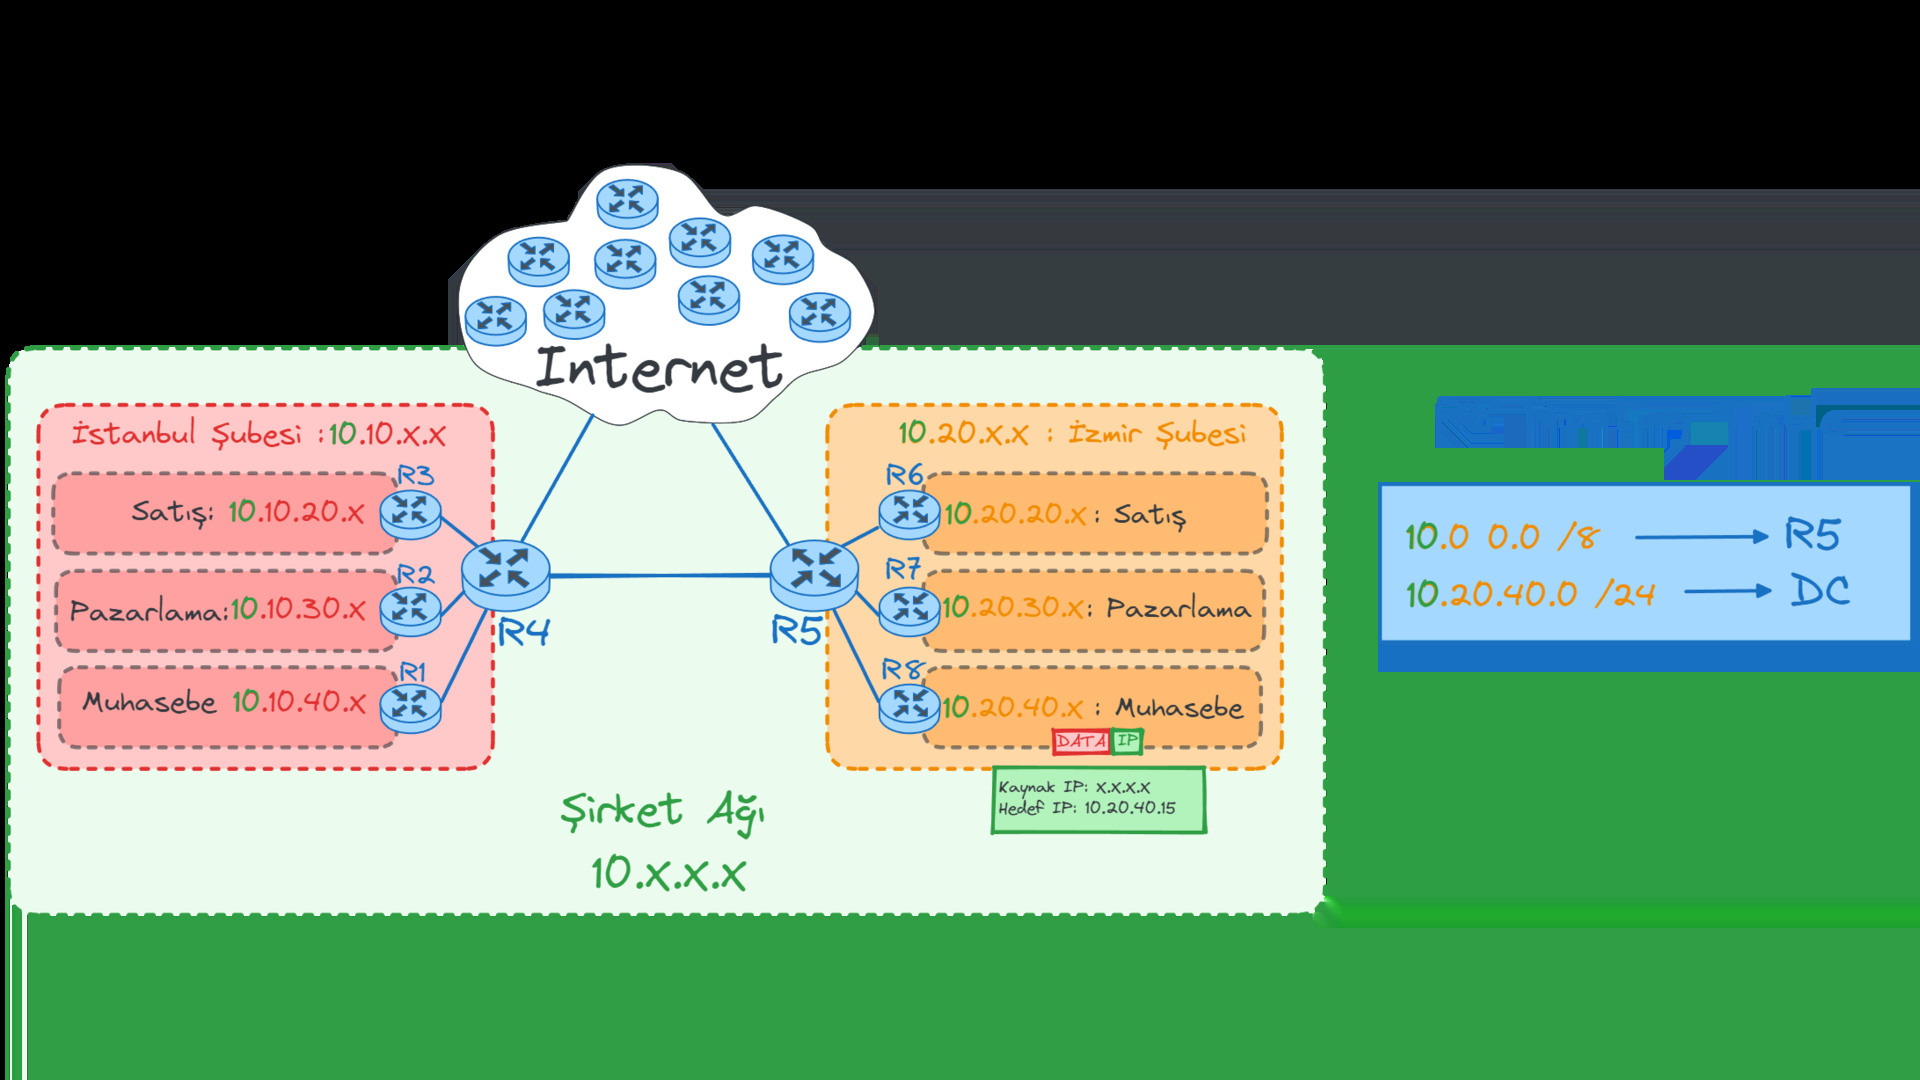 Internet
İstanbul Şubesi :10.10.x.x
R3
Satış: 10.10.20.x
R2
Pazarlama:10.10.30.x
R1
Muhasebe 10.10.40.x
R4
R5
10.20.x.x : İzmir Şubesi
R6
10.20.20.x : Satış
R7
10.20.30.x: Pazarlama
R8
10.20.40.x : Muhasebe
DATA IP
Kaynak IP: x.x.x.x
Hedef IP: 10.20.40.15
Şirket Ağı
10.x.x.x
10.0 0.0 /8 R5
10.20.40.0 /24 DC